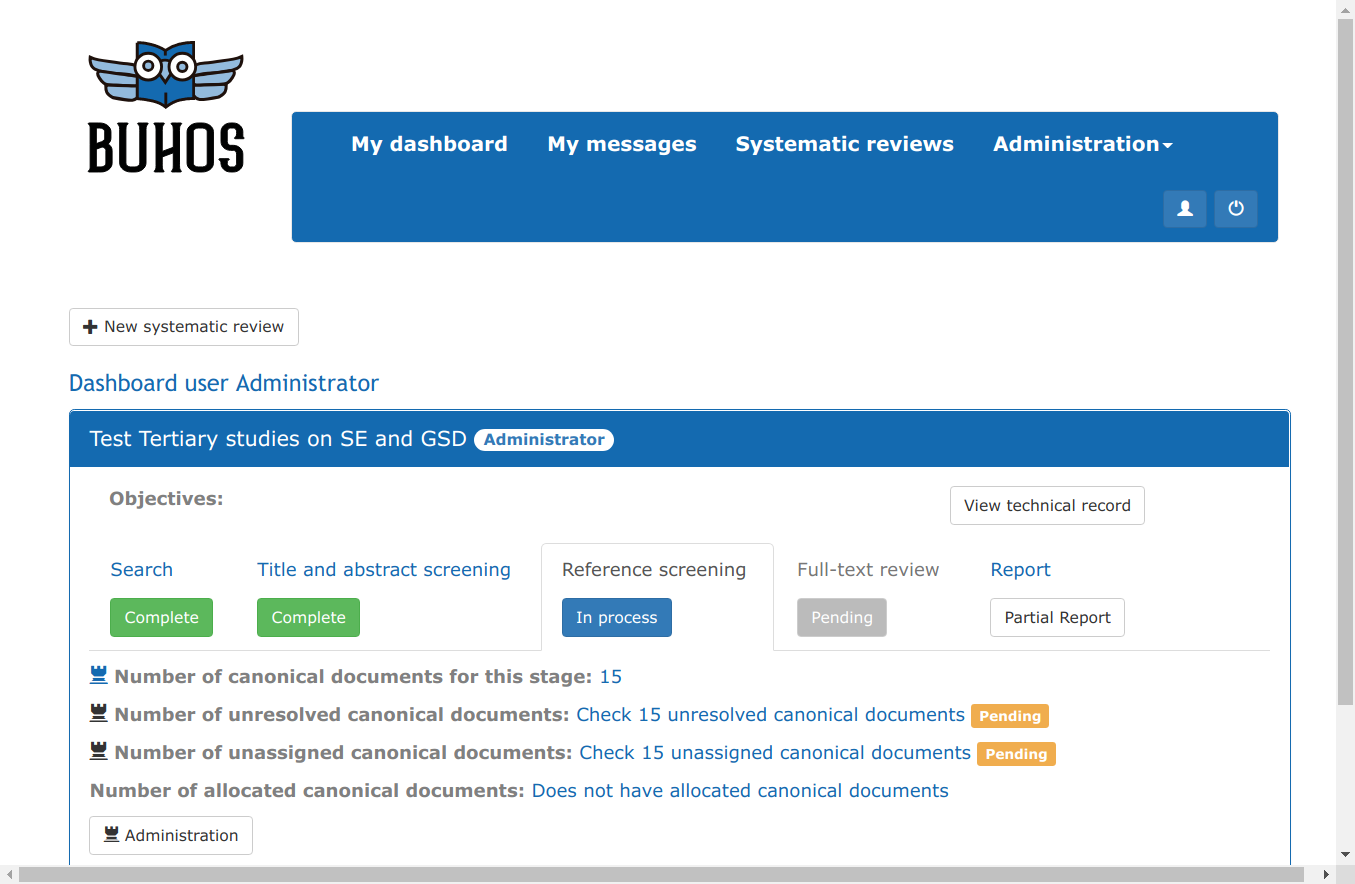 BUHOS
My dashboard My messages Systematic reviews Administration
New systematic review
Dashboard user Administrator
Test Tertiary studies on SE and GSD Administrator
Objectives:
View technical record
Search Title and abstract screening Reference screening Full-text review Report
Complete Complete In process Pending Partial Report
Number of canonical documents for this stage: 15
Number of unresolved canonical documents: Check 15 unresolved canonical documents Pending
Number of unassigned canonical documents: Check 15 unassigned canonical documents Pending
Number of allocated canonical documents: Does not have allocated canonical documents
Administration